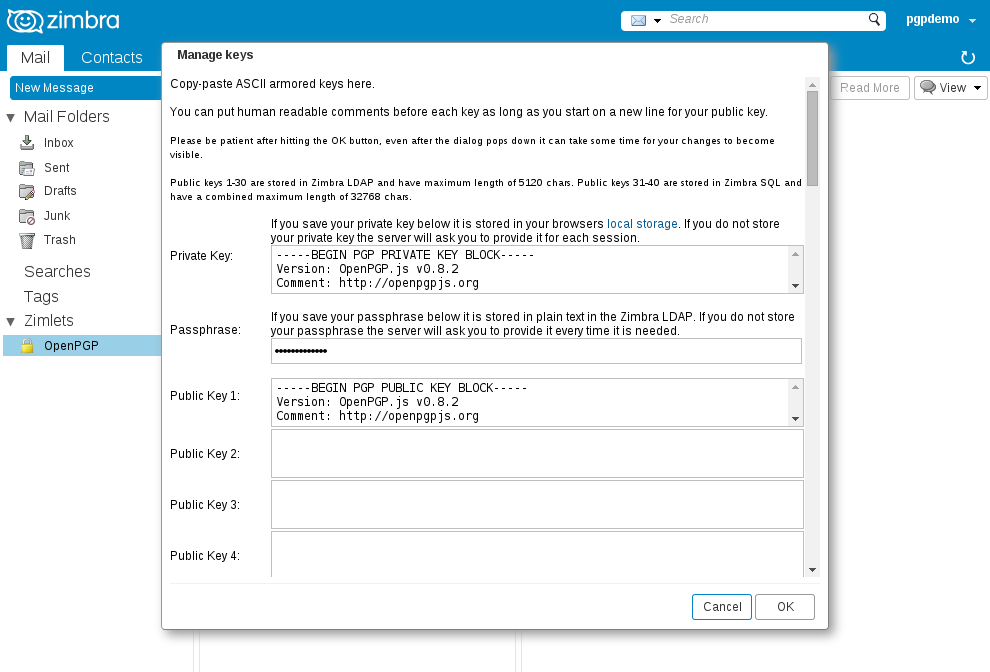 zimbra
Search
pgpdemo
Mail
Contacts
New Message
Read More
View
Mail Folders
Inbox
Sent
Drafts
Junk
Trash
Searches
Tags
Zimlets
OpenPGP
Manage keys
Copy-paste ASCII armored keys here.
You can put human readable comments before each key as long as you start on a new line for your public key.
Please be patient after hitting the OK button, even after the dialog pops down it can take some time for your changes to become
visible.
Public keys 1-30 are stored in Zimbra LDAP and have maximum length of 5120 chars. Public keys 31-40 are stored in Zimbra SQL and
have a combined maximum length of 32768 chars.
If you save your private key below it is stored in your browsers local storage. If you do not store
your private key the server will ask you to provide it for each session.
Private Key:
-----BEGIN PGP PRIVATE KEY BLOCK-----
Version: OpenPGP.js v0.8.2
Comment: http://openpgpjs.org
If you save your passphrase below it is stored in plain text in the Zimbra LDAP. If you do not store
your passphrase the server will ask you to provide it every time it is needed.
Passphrase:
•••••••••••••
Public Key 1:
-----BEGIN PGP PUBLIC KEY BLOCK-----
Version: OpenPGP.js v0.8.2
Comment: http://openpgpjs.org
Public Key 2:
Public Key 3:
Public Key 4:
Cancel
OK